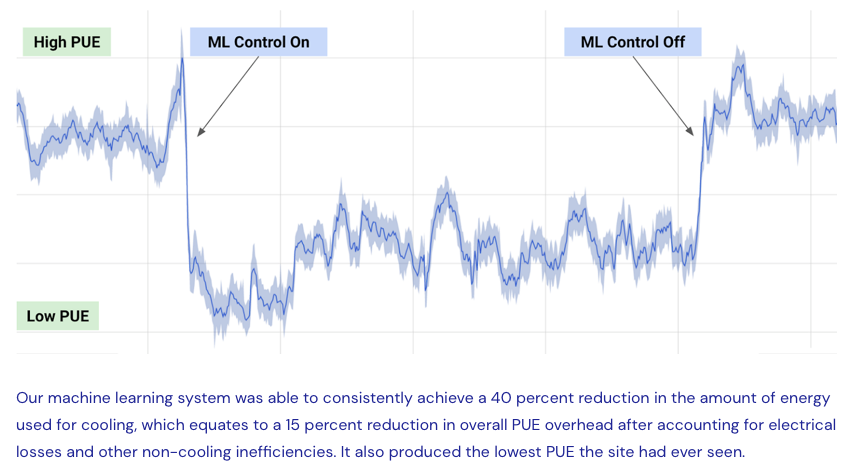 High PUE
ML Control On
ML Control Off
Low PUE
Our machine learning system was able to consistently achieve a 40 percent reduction in the amount of energy
used for cooling, which equates to a 15 percent reduction in overall PUE overhead after accounting for electrical
losses and other non-cooling inefficiencies. It also produced the lowest PUE the site had ever seen.